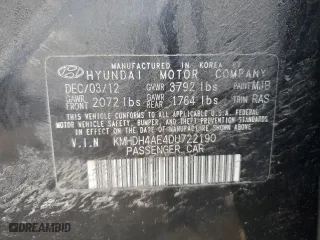 MANUFACTURED IN KOREA BY
HYUNDAI MOTOR COMPANY
DEC/03/12 GVWR 3792 lbs PAINT MJB
GAWR FRONT 2072 lbs GAWR REAR 1764 lbs TRIM RAS
THIS VEHICLE CONFORMS TO ALL APPLICABLE U.S.A. FEDERAL
MOTOR VEHICLE SAFETY, BUMPER, AND THEFT PREVENTION
STANDARDS IN EFFECT ON THE DATE OF MANUFACTURE SHOWN ABOVE.
V.I.N KMHDH4AE4DU722190
PASSENGER CAR